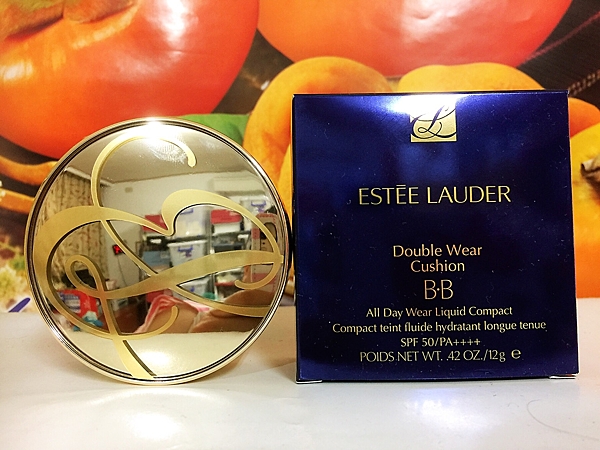 ESTĒE LAUDER
Double Wear
Cushion
B·B
All Day Wear Liquid Compact
Compact teint fluide hydratant longue tenue
SPF 50/PA++++
POIDS NET WT. .42 OZ./12g ℮